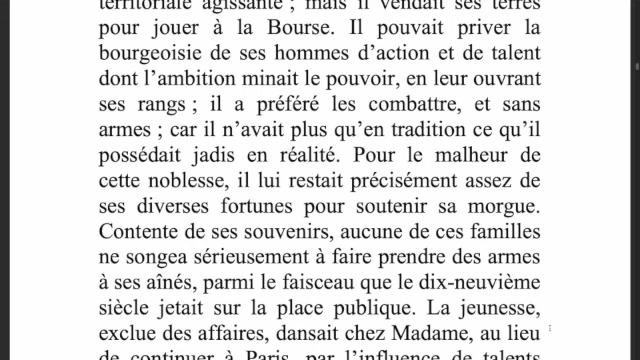 territoriale agissante ; mais il vendait ses terres
pour jouer à la Bourse. Il pouvait priver la
bourgeoisie de ses hommes d’action et de talent
dont l’ambition minait le pouvoir, en leur ouvrant
ses rangs ; il a préféré les combattre, et sans
armes ; car il n’avait plus qu’en tradition ce qu’il
possédait jadis en réalité. Pour le malheur de
cette noblesse, il lui restait précisément assez de
ses diverses fortunes pour soutenir sa morgue.
Contente de ses souvenirs, aucune de ces familles
ne songea sérieusement à faire prendre des armes
à ses aînés, parmi le faisceau que le dix-neuvième
siècle jetait sur la place publique. La jeunesse,
exclue des affaires, dansait chez Madame, au lieu
de continuer à Paris, par l’influence de talents